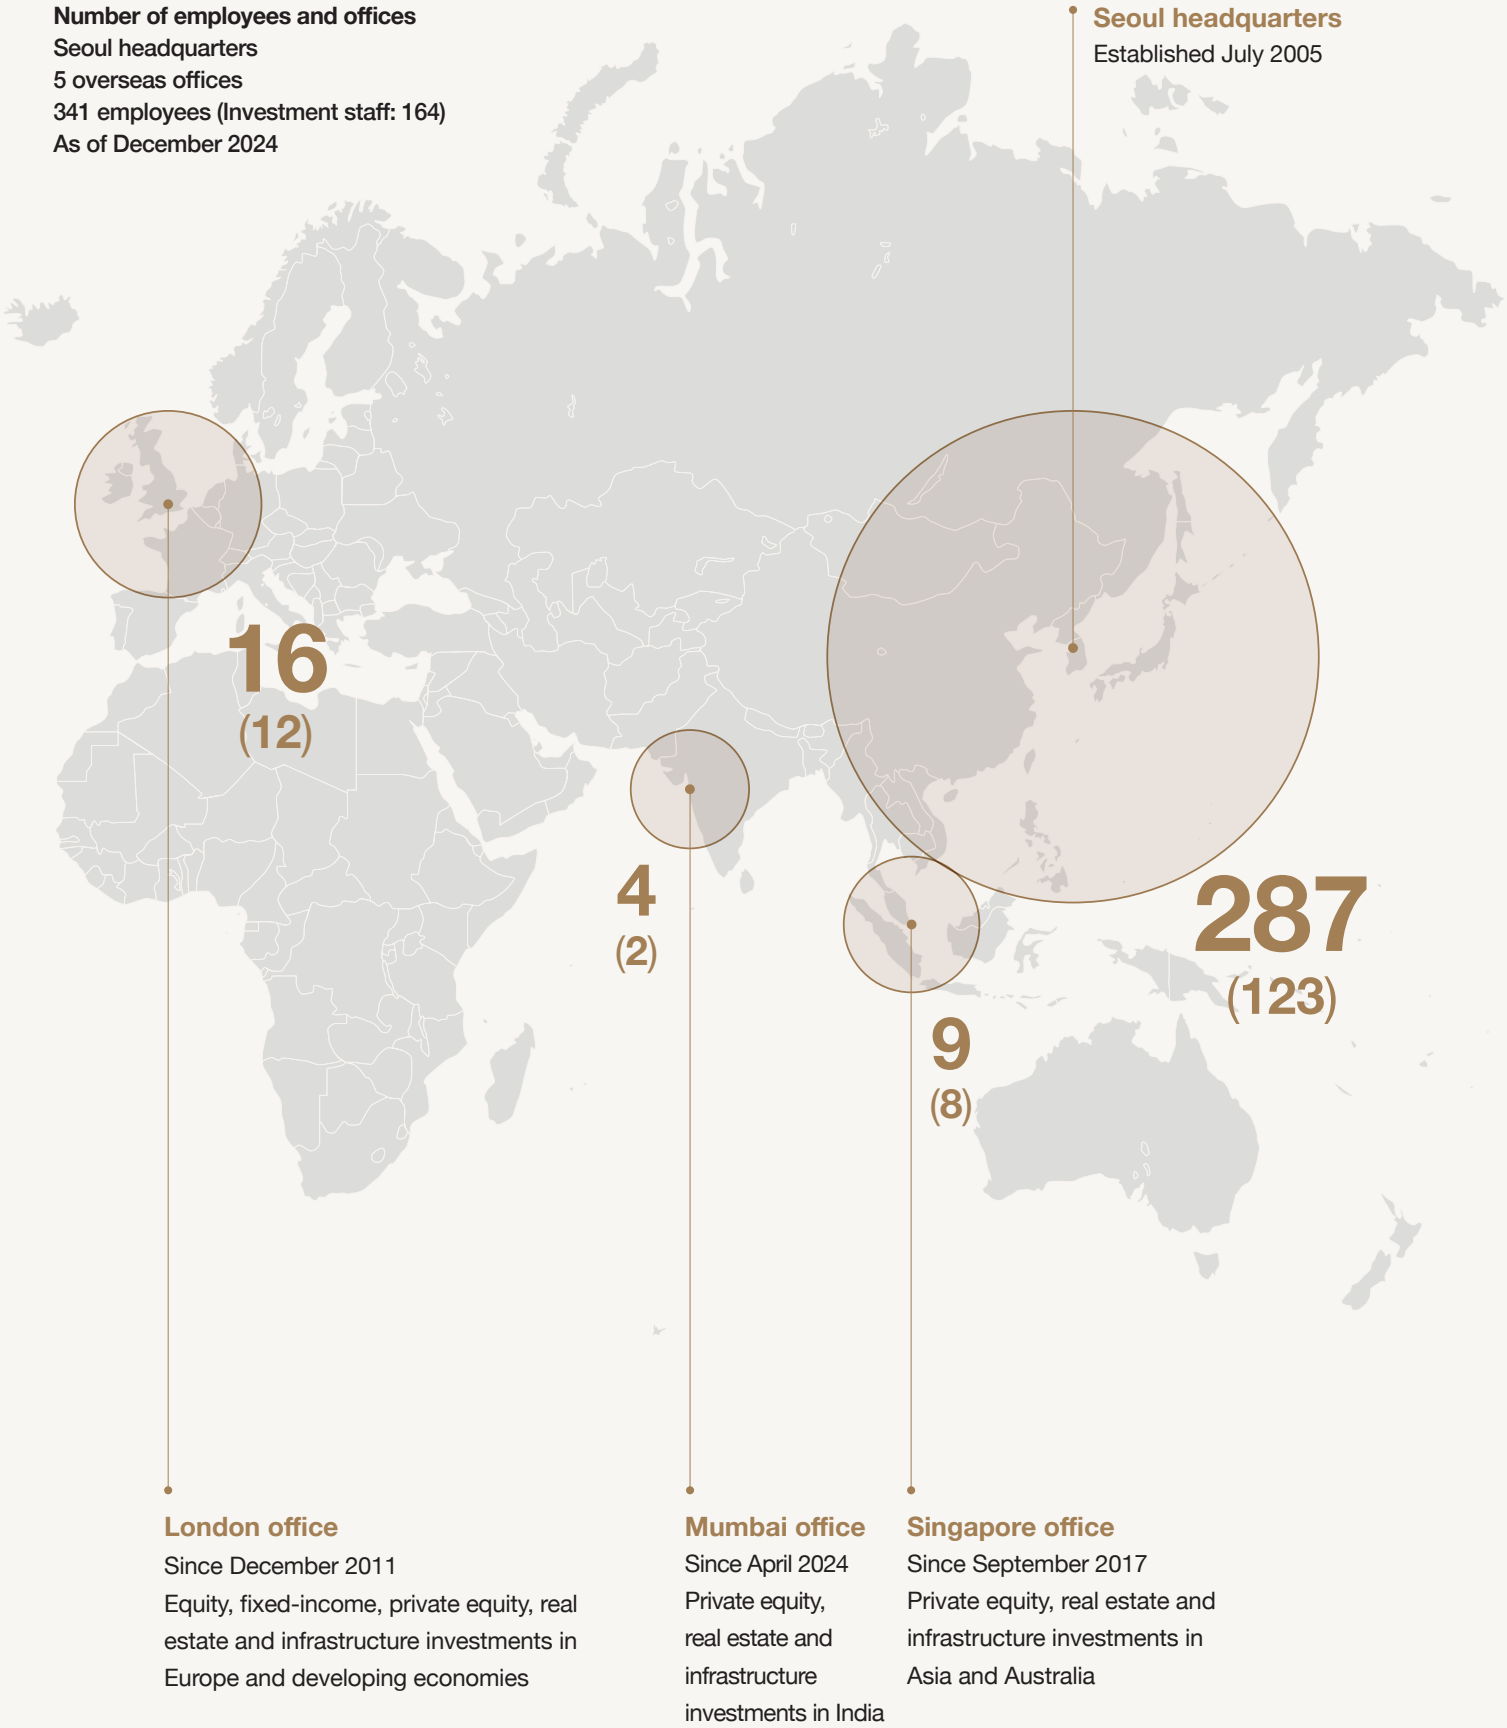 Number of employees and offices
Seoul headquarters
5 overseas offices
341 employees (Investment staff: 164)
As of December 2024
Seoul headquarters
Established July 2005
16
(12)
4
(2)
287
(123)
9
(8)
London office
Since December 2011
Equity, fixed-income, private equity, real
estate and infrastructure investments in
Europe and developing economies
Mumbai office
Since April 2024
Private equity,
real estate and
infrastructure
investments in India
Singapore office
Since September 2017
Private equity, real estate and
infrastructure investments in
Asia and Australia